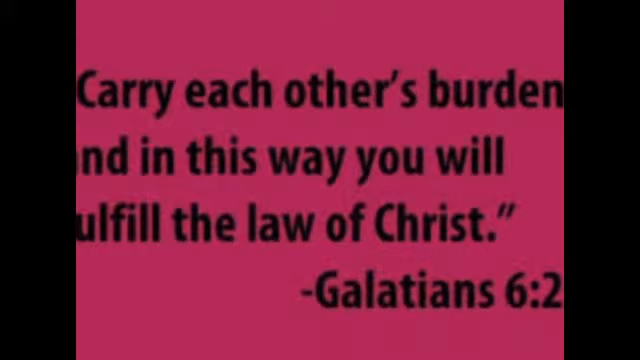 Carry each other's burden
nd in this way you will
ulfill the law of Christ.”
-Galatians 6:2